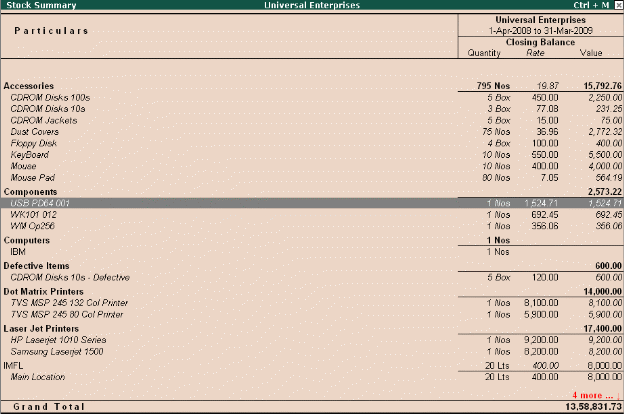 Stock Summary Universal Enterprises Ctrl + M
Universal Enterprises
Particulars 1-Apr-2008 to 31-Mar-2009
Closing Balance
Quantity Rate Value
Accessories 795 Nos 19.87 15,792.76
CDROM Disks 100s 5 Box 450.00 2,250.00
CDROM Disks 10s 3 Box 77.08 231.25
CDROM Jackets 5 Box 15.00 75.00
Dust Covers 75 Nos 36.96 2,772.32
Floppy Disk 4 Box 100.00 400.00
KeyBoard 10 Nos 550.00 5,500.00
Mouse 10 Nos 400.00 4,000.00
Mouse Pad 80 Nos 7.05 564.19
Components 2,573.22
USB PD64 001 1 Nos 1,524.71 1,524.71
WK101 012 1 Nos 692.45 692.45
WM Op256 1 Nos 356.06 356.06
Computers 1 Nos
IBM 1 Nos
Defective Items 600.00
CDROM Disks 10s - Defective 5 Box 120.00 600.00
Dot Matrix Printers 14,000.00
TVS MSP 245 132 Col Printer 1 Nos 8,100.00 8,100.00
TVS MSP 245 80 Col Printer 1 Nos 5,900.00 5,900.00
Laser Jet Printers 17,400.00
HP Laserjet 1010 Series 1 Nos 9,200.00 9,200.00
Samsung Laserjet 1500 1 Nos 8,200.00 8,200.00
IMFL 20 Lts 400.00 8,000.00
Main Location 20 Lts 400.00 8,000.00
4 more ... ↓
Grand Total 13,58,831.73